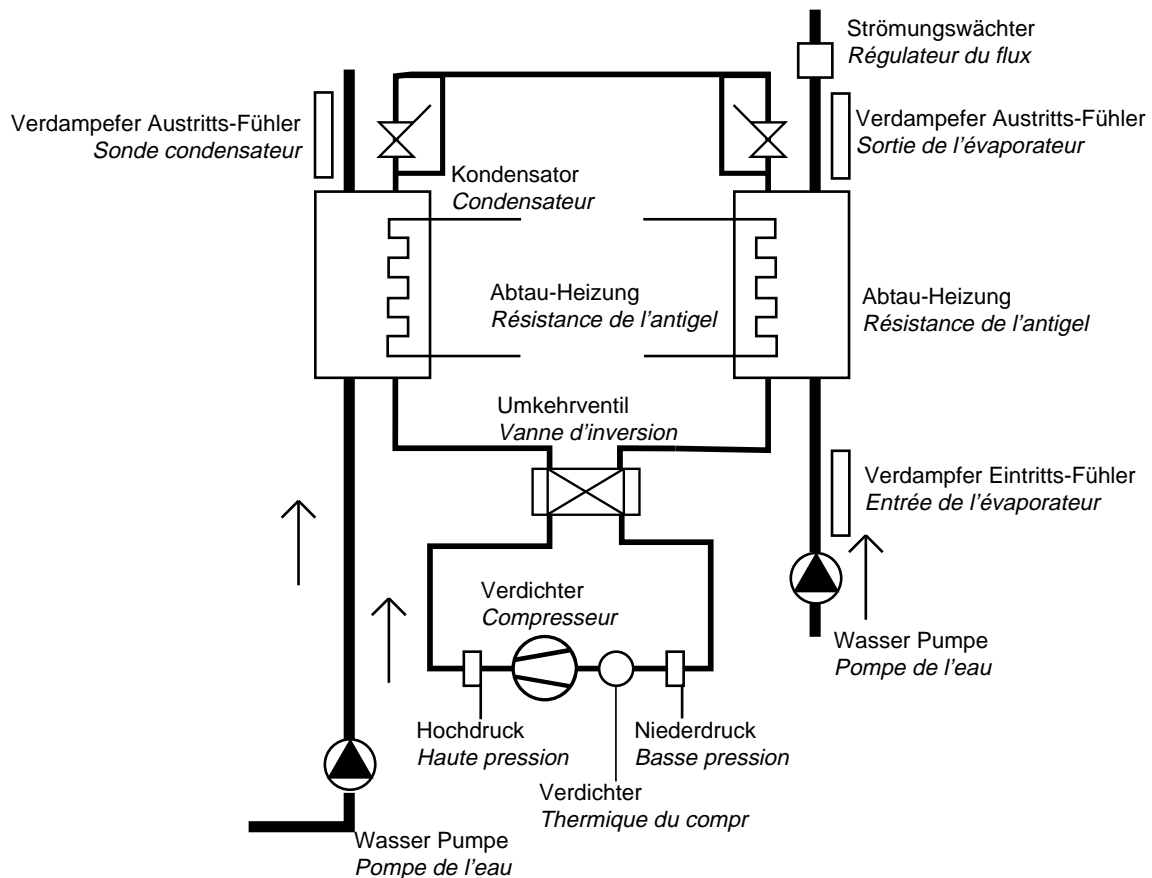 Strömungswächter
Régulateur du flux
Verdampefer Austritts-Fühler
Sonde condensateur
Verdampefer Austritts-Fühler
Sortie de l'évaporateur
Kondensator
Condensateur
Abtau-Heizung
Résistance de l'antigel
Abtau-Heizung
Résistance de l'antigel
Umkehrventil
Vanne d'inversion
Verdampfer Eintritts-Fühler
Entrée de l'évaporateur
Verdichter
Compresseur
Wasser Pumpe
Pompe de l'eau
Hochdruck
Haute pression
Niederdruck
Basse pression
Verdichter
Thermique du compr
Wasser Pumpe
Pompe de l'eau